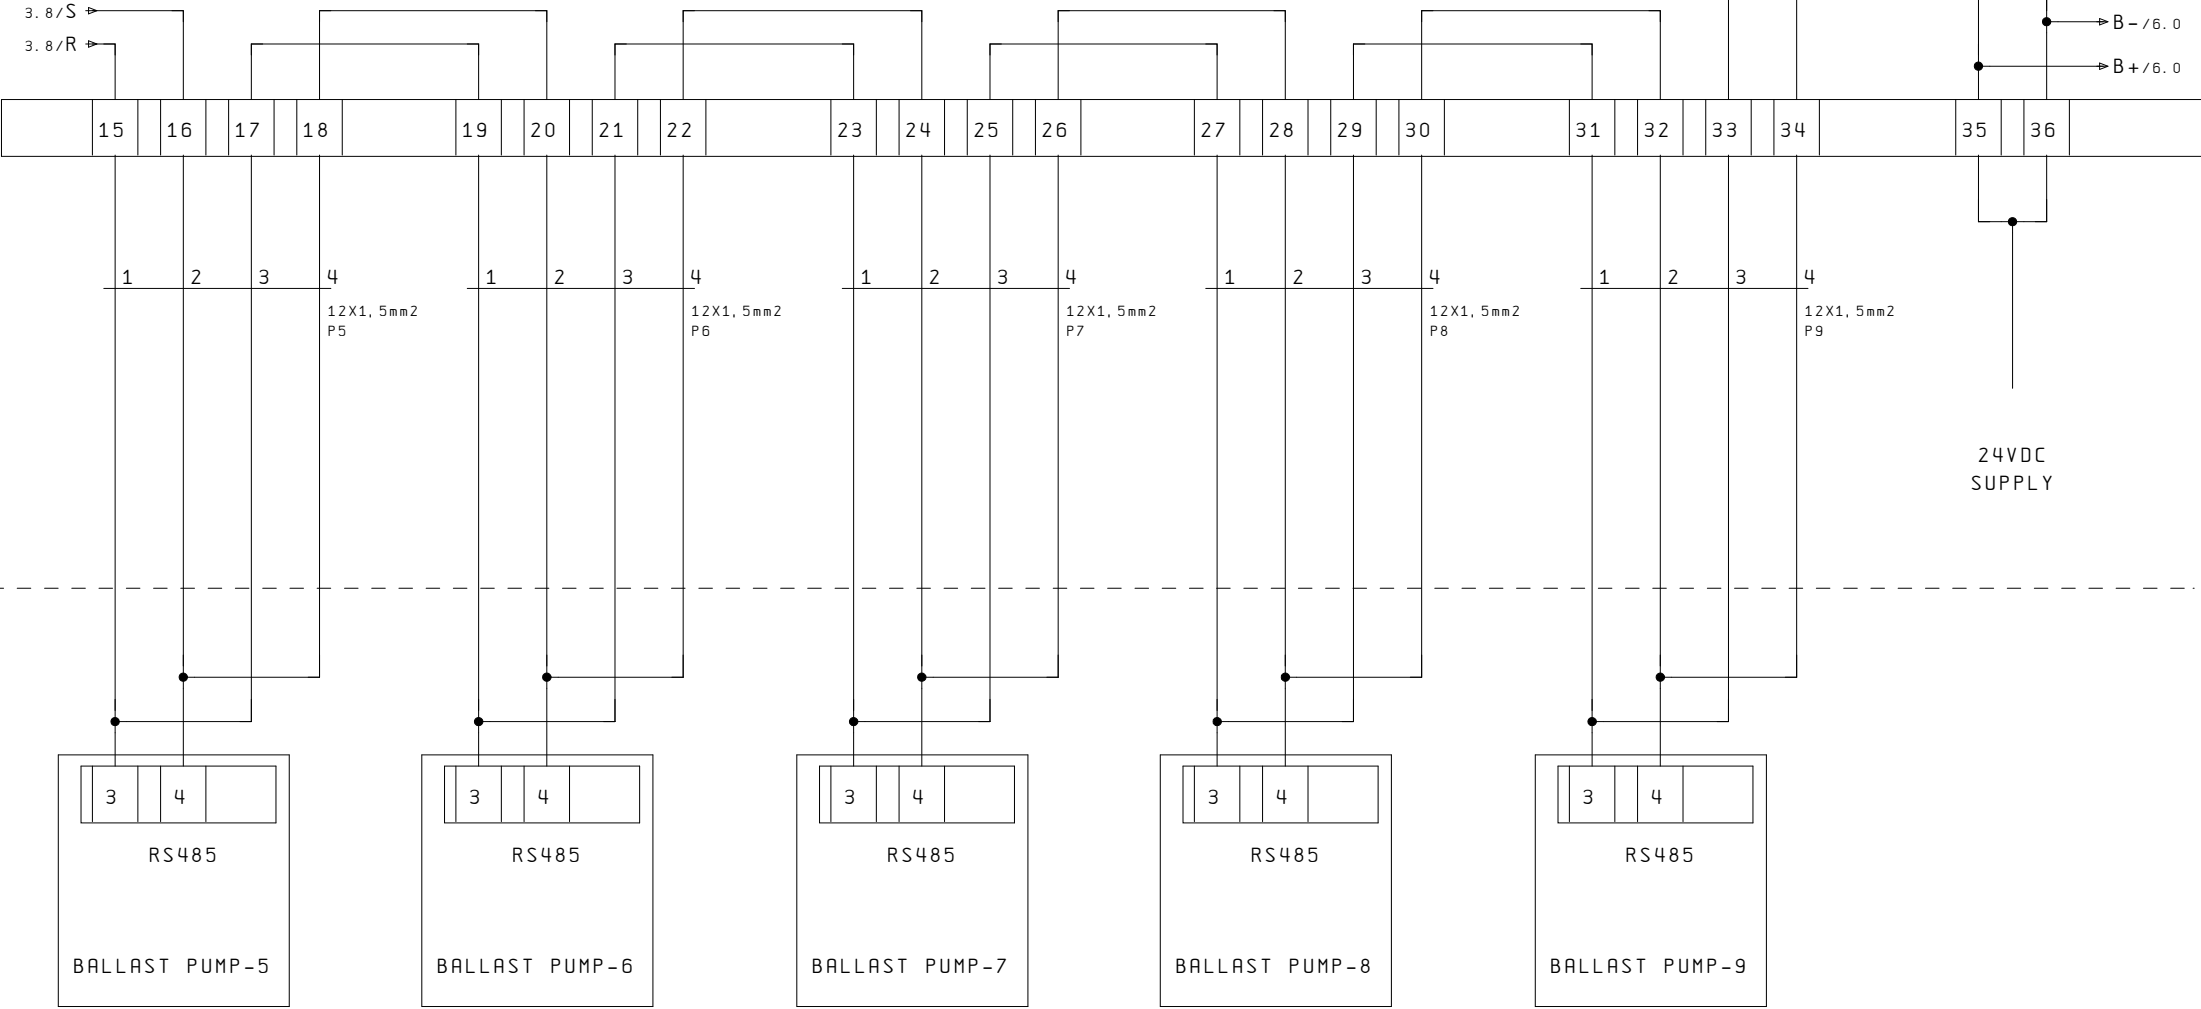 3.8/S
B-/6.0
3.8/R
B+/6.0
15 16 17 18 19 20 21 22 23 24 25 26 27 28 29 30 31 32 33 34 35 36
1 2 3 4 1 2 3 4 1 2 3 4 1 2 3 4 1 2 3 4
12X1,5mm2 12X1,5mm2 12X1,5mm2 12X1,5mm2 12X1,5mm2
P5 P6 P7 P8 P9
24VDC
SUPPLY
3 4 3 4 3 4 3 4 3 4
RS485 RS485 RS485 RS485 RS485
BALLAST PUMP-5 BALLAST PUMP-6 BALLAST PUMP-7 BALLAST PUMP-8 BALLAST PUMP-9